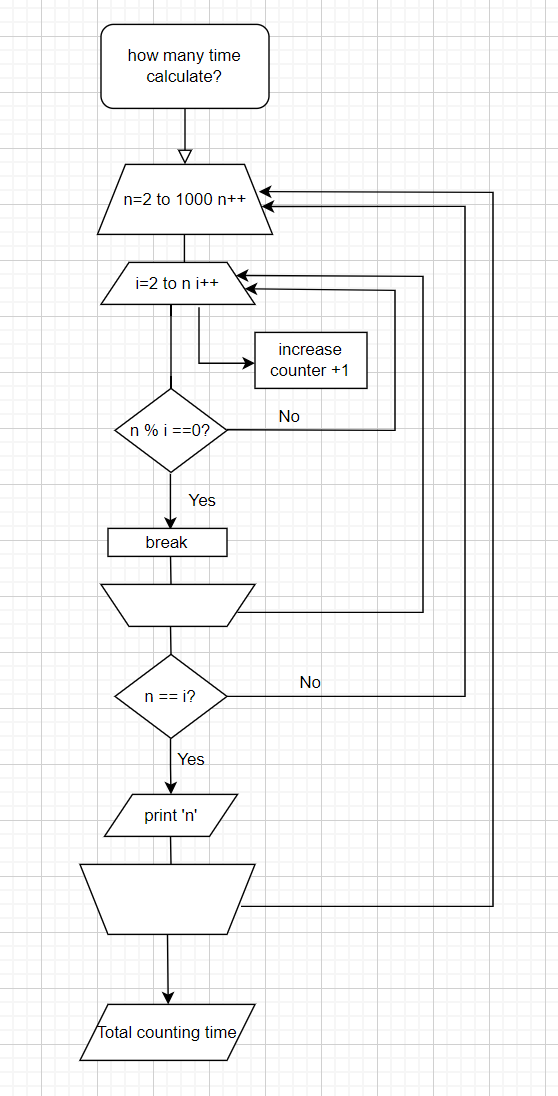 how many time
calculate?
n=2 to 1000 n++
i=2 to n i++
increase
counter +1
n % i ==0?
No
Yes
break
n == i?
No
Yes
print 'n'
Total counting time